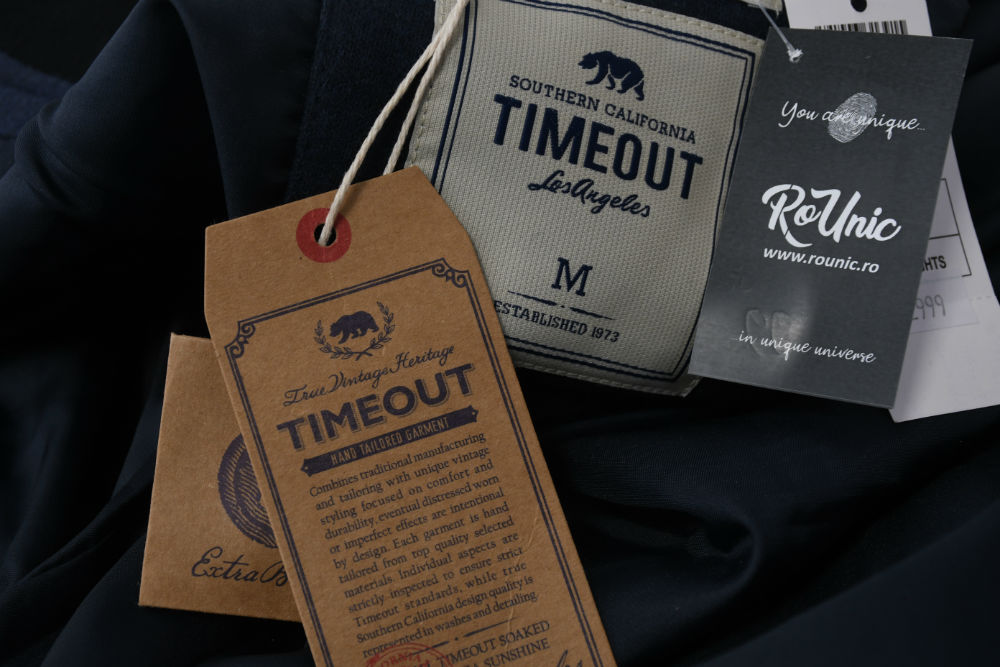 SOUTHERN CALIFORNIA
TIMEOUT
Los Angeles
M
ESTABLISHED 1973
You are unique...
RoUnic
www.rounic.ro
...in unique universe
HTS
999
True Vintage Heritage
TIMEOUT
HAND TAILORED GARMENT
Combines traditional manufacturing
and tailoring with unique vintage
styling focused on comfort and
durability, eventual distressed worn
or imperfect effects are intentional
by design. Each garment is hand
tailored from top quality selected
materials. Individual aspects are
strictly inspected to ensure strict
Timeout standards, while true
Southern California design quality is
represented in washes and detailing.
TIMEOUT SOAKED
SUNSHINE
Extra B